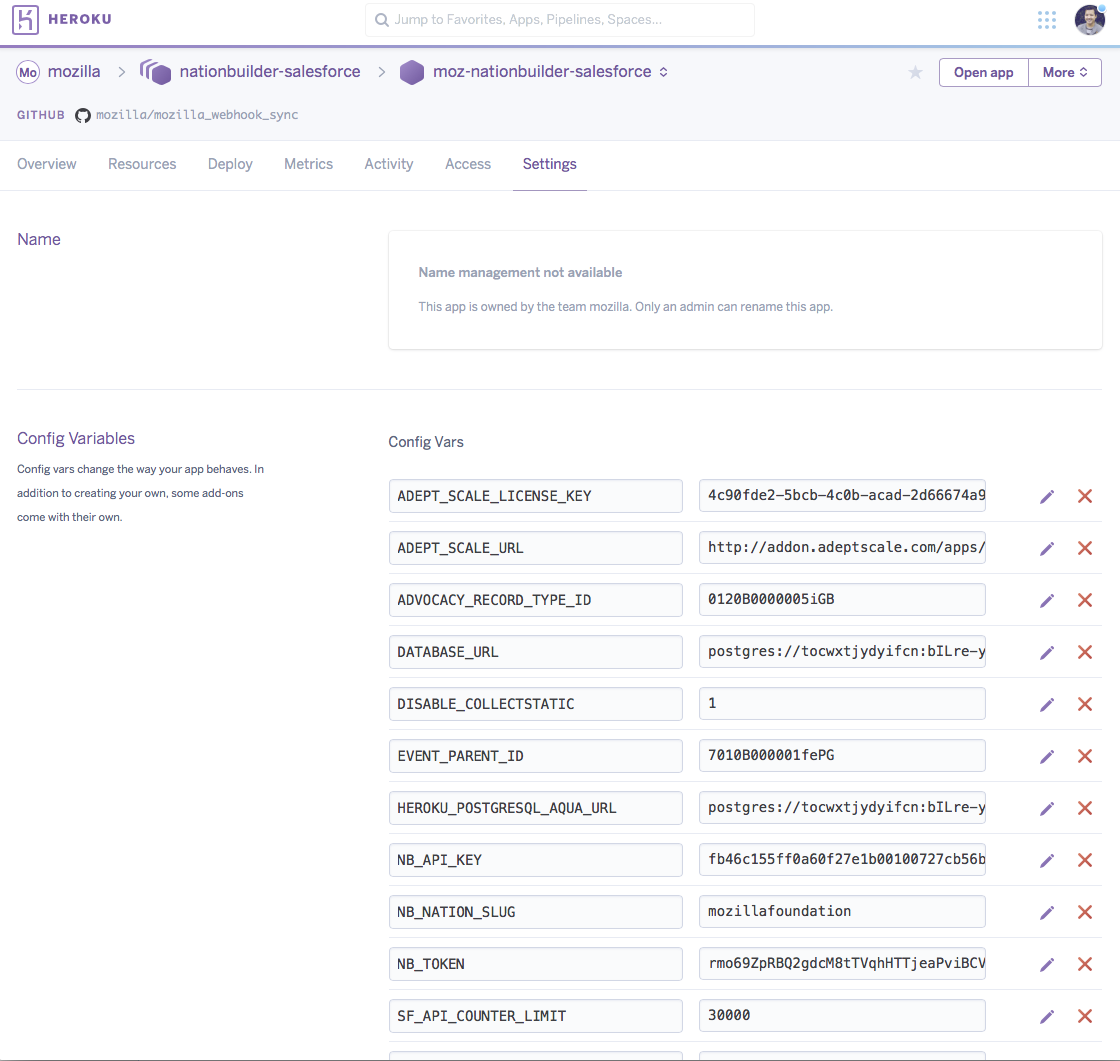 HEROKU
Jump to Favorites, Apps, Pipelines, Spaces...
Mo mozilla > nationbuilder-salesforce > moz-nationbuilder-salesforce
Open app More
GITHUB mozilla/mozilla_webhook_sync
Overview Resources Deploy Metrics Activity Access Settings
Name
Name management not available
This app is owned by the team mozilla. Only an admin can rename this app.
Config Variables
Config vars change the way your app behaves. In
addition to creating your own, some add-ons
come with their own.
Config Vars
ADEPT_SCALE_LICENSE_KEY 4c90fde2-5bcb-4c0b-acad-2d66674a9
ADEPT_SCALE_URL http://addon.adeptscale.com/apps/
ADVOCACY_RECORD_TYPE_ID 0120B0000005iGB
DATABASE_URL postgres://tocwxtjydyifcn:bILre-y
DISABLE_COLLECTSTATIC 1
EVENT_PARENT_ID 7010B000001fePG
HEROKU_POSTGRESQL_AQUA_URL postgres://tocwxtjydyifcn:bILre-y
NB_API_KEY fb46c155ff0a60f27e1b00100727cb56b
NB_NATION_SLUG mozillafoundation
NB_TOKEN rmo69ZpRBQ2gdcM8tTVqhHTTjeaPviBCV
SF_API_COUNTER_LIMIT 30000